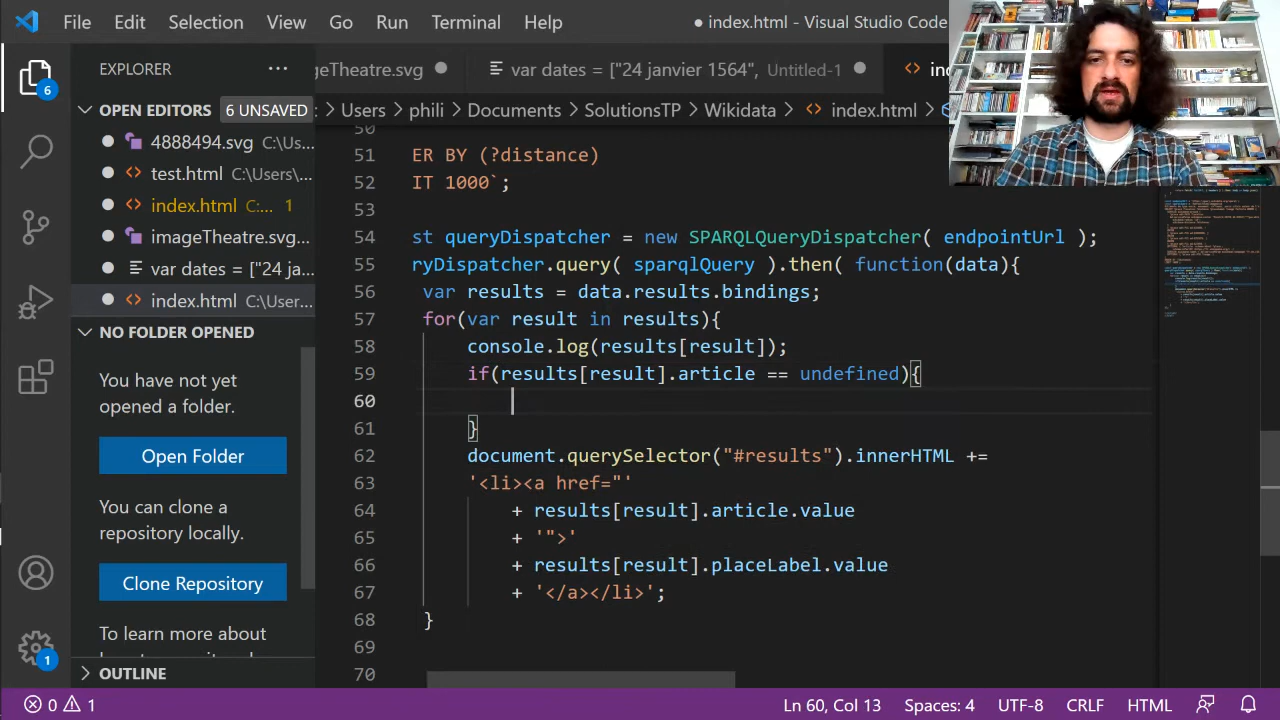 File Edit Selection View Go Run Terminal Help ● index.html - Visual Studio Code
EXPLORER ··· geTheatre.svg var dates = ["24 janvier 1564", Untitled-1 in
OPEN EDITORS 6 UNSAVED Users phili Documents SolutionsTP Wikidata index.html
6
4888494.svg C:\Us...
test.html C:\Users\...
index.html C:\... 1
imageTheatre.svg...
var dates = ["24 ja...
index.html C:\User...
NO FOLDER OPENED
You have not yet
opened a folder.
Open Folder
You can clone a
repository locally.
Clone Repository
To learn more about
OUTLINE
50
51 ER BY (?distance)
52 IT 1000`;
53
54 st queryDispatcher = new SPARQLQueryDispatcher( endpointUrl );
55 ryDispatcher.query( sparqlQuery ).then( function(data){
56 var results = data.results.bindings;
57 for(var result in results){
58 console.log(results[result]);
59 if(results[result].article == undefined){
60
61 }
62 document.querySelector("#results").innerHTML +=
63 '<li><a href="'
64 + results[result].article.value
65 + '">'
66 + results[result].placeLabel.value
67 + '</a></li>';
68 }
69
70
1
0 1 Ln 60, Col 13 Spaces: 4 UTF-8 CRLF HTML